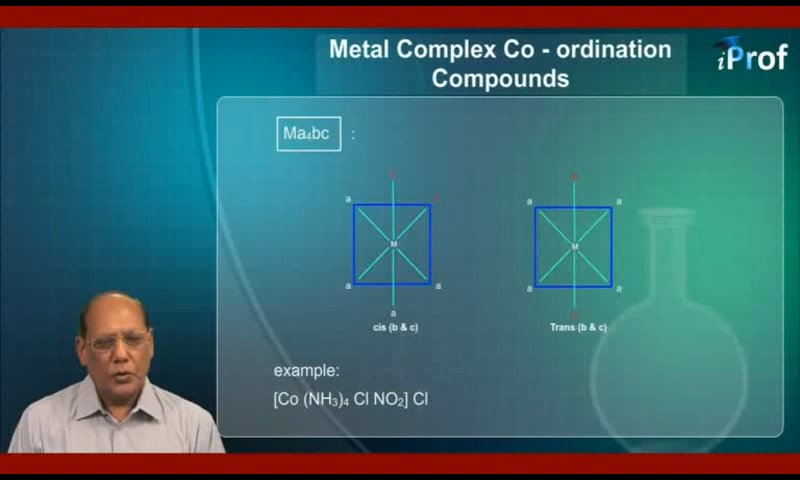 Metal Complex Co - ordination
Compounds
iProf
Ma₄bc :
b
a c
M
a a
a
cis (b & c)
b
a a
M
a a
c
Trans (b & c)
example:
[Co (NH₃)₄ Cl NO₂] Cl